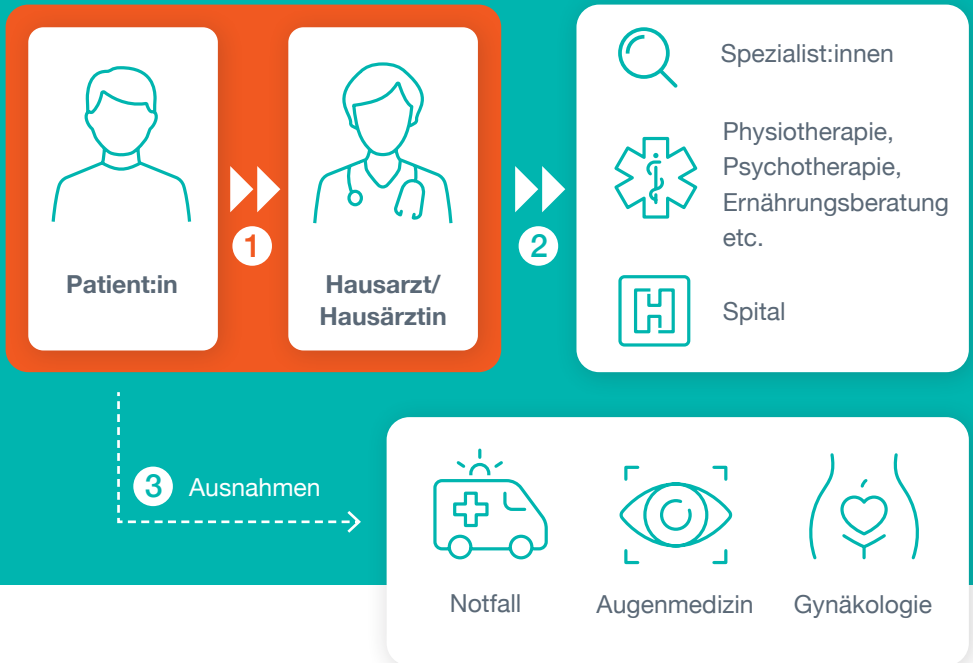 Patient:in
1
Hausarzt/
Hausärztin
2
Spezialist:innen
Physiotherapie,
Psychotherapie,
Ernährungsberatung
etc.
H
Spital
3 Ausnahmen
Notfall
Augenmedizin
Gynäkologie